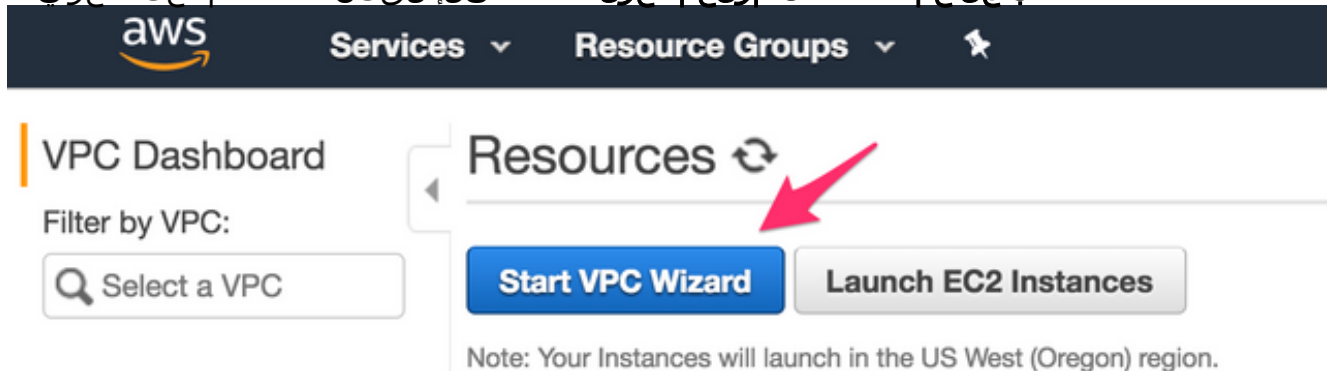 aws Services Resource Groups
VPC Dashboard
Filter by VPC:
Select a VPC
Resources
Start VPC Wizard Launch EC2 Instances
Note: Your Instances will launch in the US West (Oregon) region.